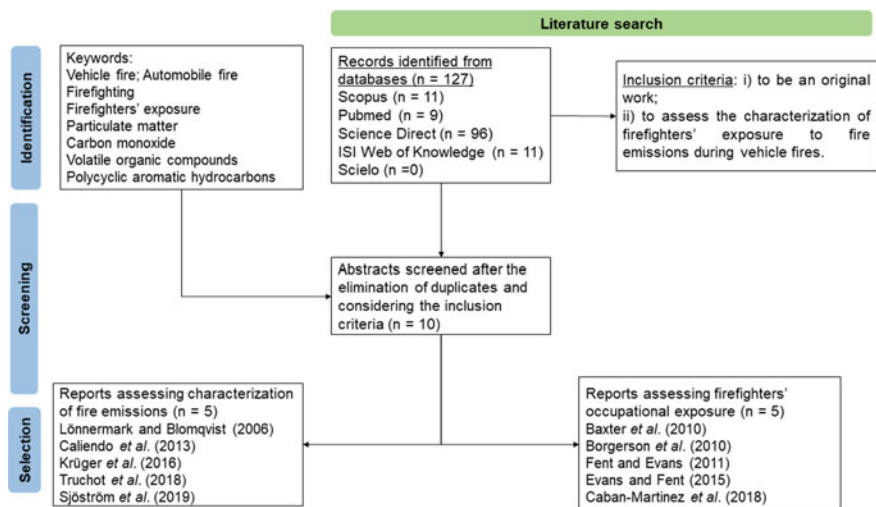 Literature search
Identification
Keywords:
Vehicle fire; Automobile fire
Firefighting
Firefighters' exposure
Particulate matter
Carbon monoxide
Volatile organic compounds
Polycyclic aromatic hydrocarbons
Records identified from
databases (n = 127)
Scopus (n = 11)
Pubmed (n = 9)
Science Direct (n = 96)
ISI Web of Knowledge (n = 11)
Scielo (n =0)
Inclusion criteria: i) to be an original
work;
ii) to assess the characterization of
firefighters' exposure to fire
emissions during vehicle fires.
Screening
Abstracts screened after the
elimination of duplicates and
considering the inclusion
criteria (n = 10)
Selection
Reports assessing characterization
of fire emissions (n = 5)
Lönnermark and Blomqvist (2006)
Caliendo et al. (2013)
Krüger et al. (2016)
Truchot et al. (2018)
Sjöström et al. (2019)
Reports assessing firefighters'
occupational exposure (n = 5)
Baxter et al. (2010)
Borgerson et al. (2010)
Fent and Evans (2011)
Evans and Fent (2015)
Caban-Martinez et al. (2018)